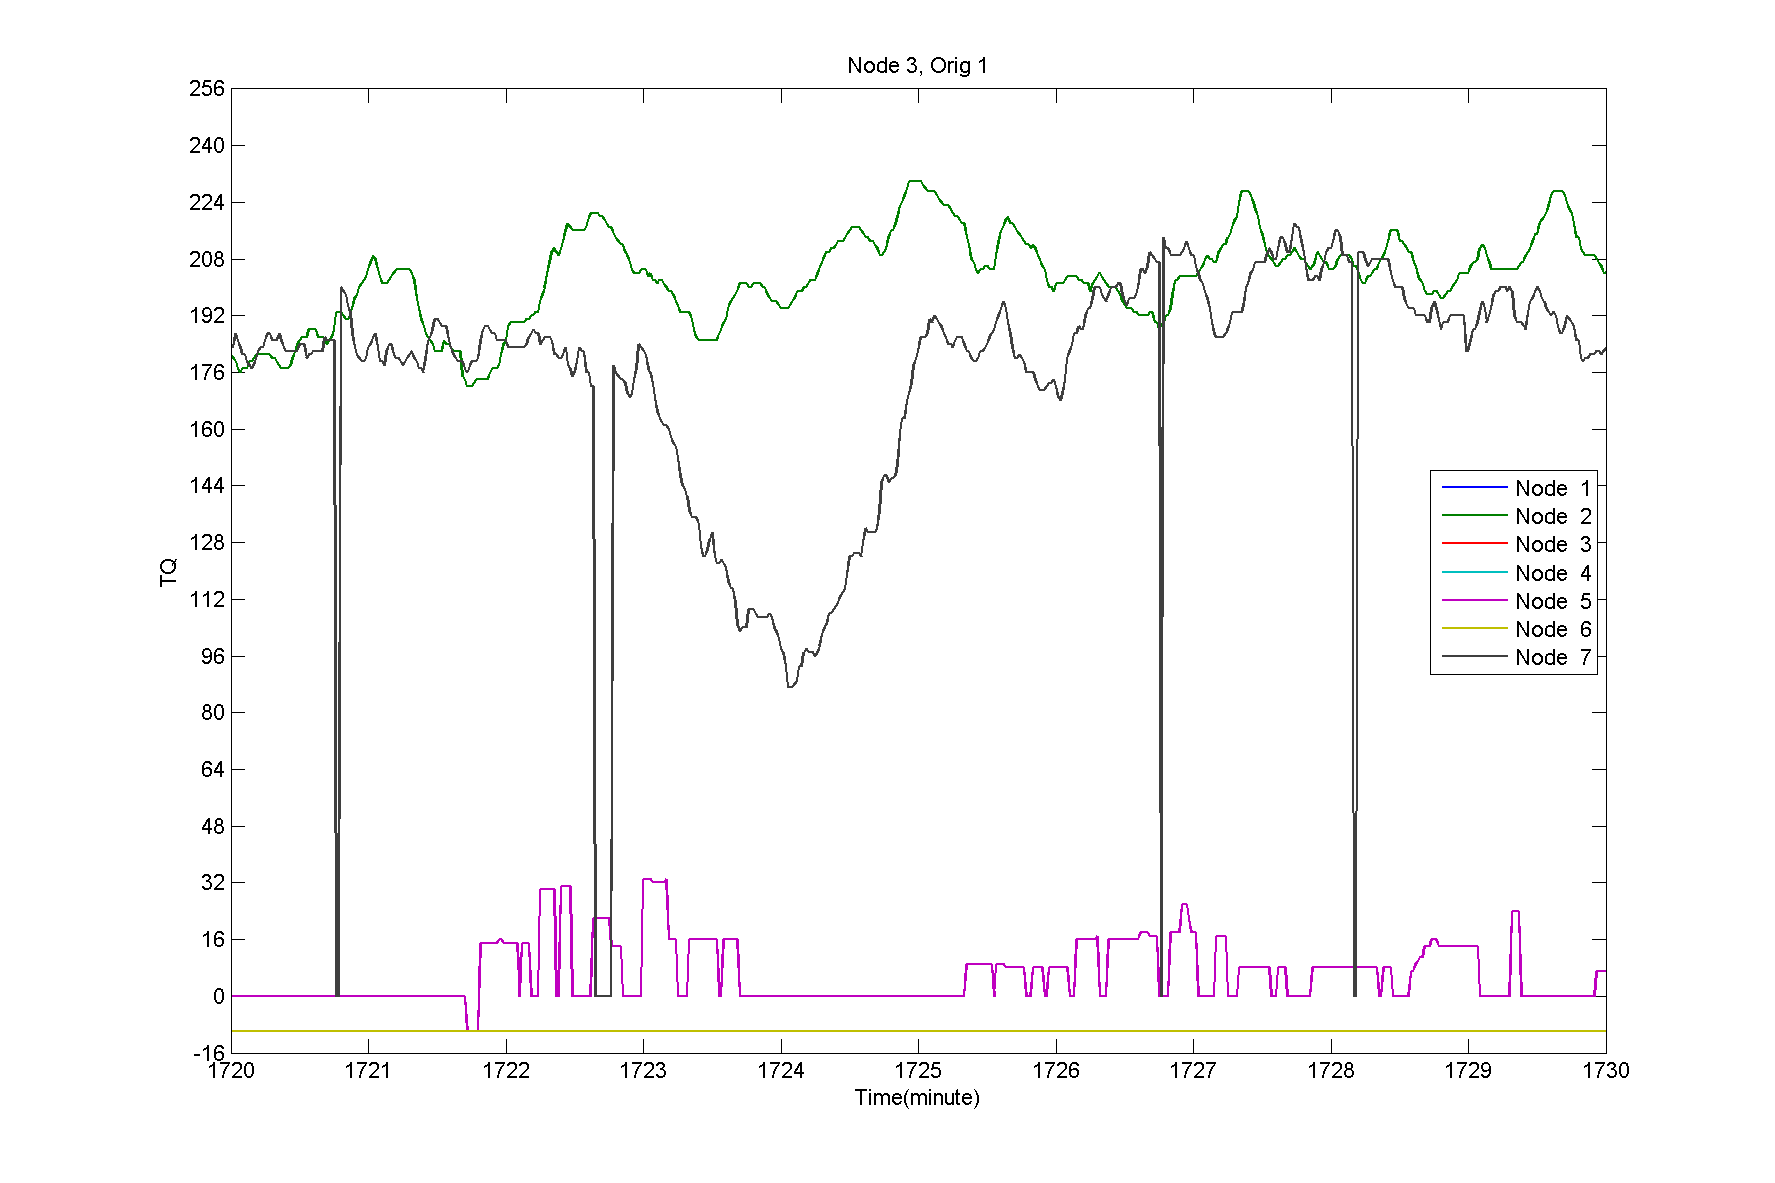 Node 3, Orig 1
256
240
224
208
192
176
160
144
128
112
96
80
64
48
32
16
0
-16
TQ
Node 1
Node 2
Node 3
Node 4
Node 5
Node 6
Node 7
1720 1721 1722 1723 1724 1725 1726 1727 1728 1729 1730
Time(minute)